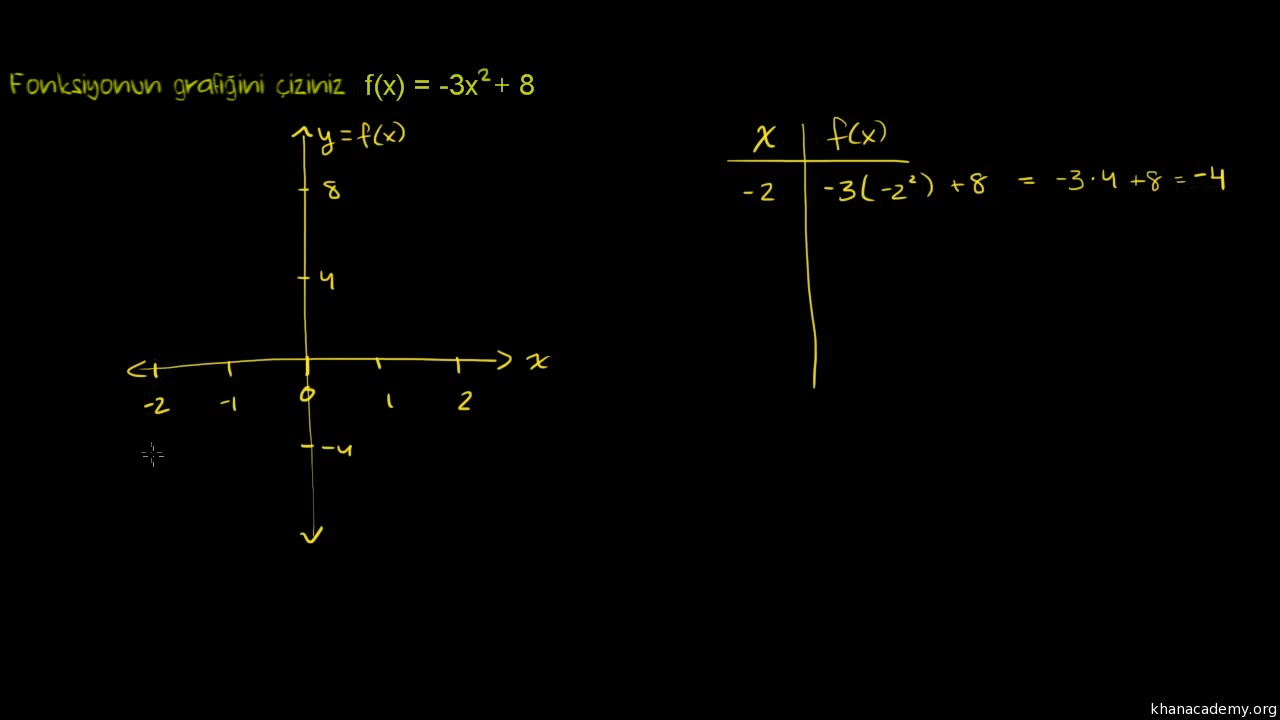 Fonksiyonun grafiğini çiziniz f(x) = -3x² + 8
y = f(x)
8
4
x
-2 -1 0 1 2
-4
x f(x)
-2 -3(-2²) + 8 = -3·4 + 8 = -4
khanacademy.org